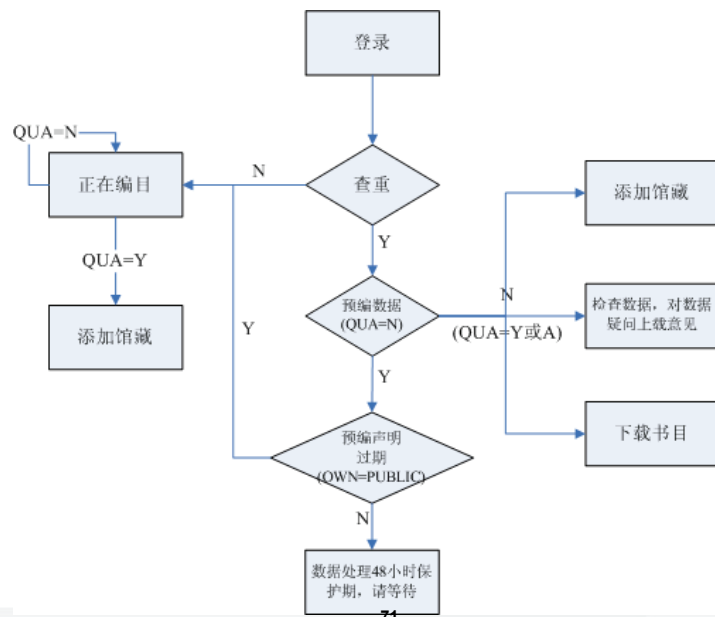 登录
QUA=N
正在编目
N
查重
添加馆藏
Y
QUA=Y
预编数据
(QUA=N)
N
(QUA=Y或A)
检查数据，对数据
疑问上载意见
添加馆藏
Y
Y
预编声明
过期
(OWN=PUBLIC)
下载书目
N
数据处理48小时保
护期，请等待
71